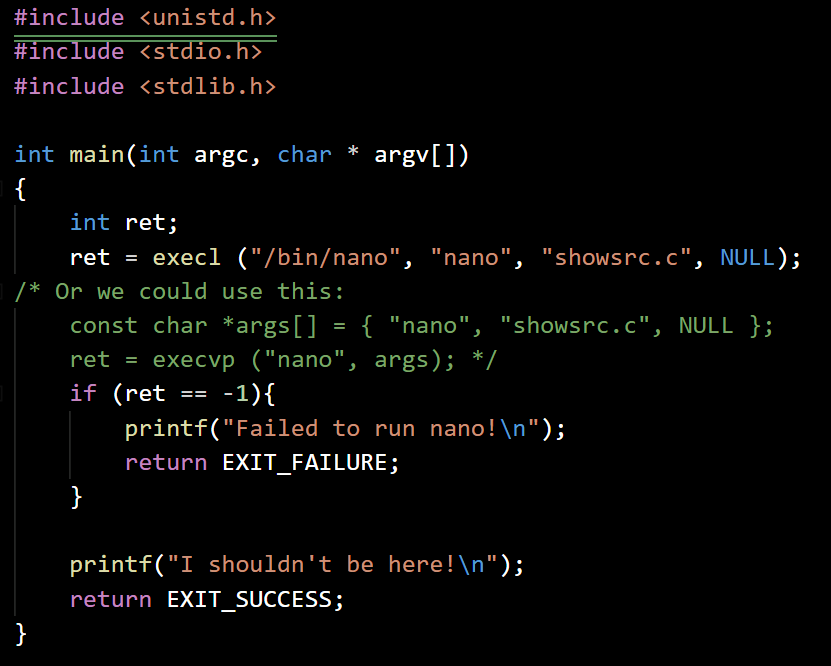 #include <unistd.h>
#include <stdio.h>
#include <stdlib.h>
int main(int argc, char * argv[])
{
    int ret;
    ret = execl ("/bin/nano", "nano", "showsrc.c", NULL);
/* Or we could use this:
    const char *args[] = { "nano", "showsrc.c", NULL };
    ret = execvp ("nano", args); */
    if (ret == -1){
        printf("Failed to run nano!\n");
        return EXIT_FAILURE;
    }
    printf("I shouldn't be here!\n");
    return EXIT_SUCCESS;
}